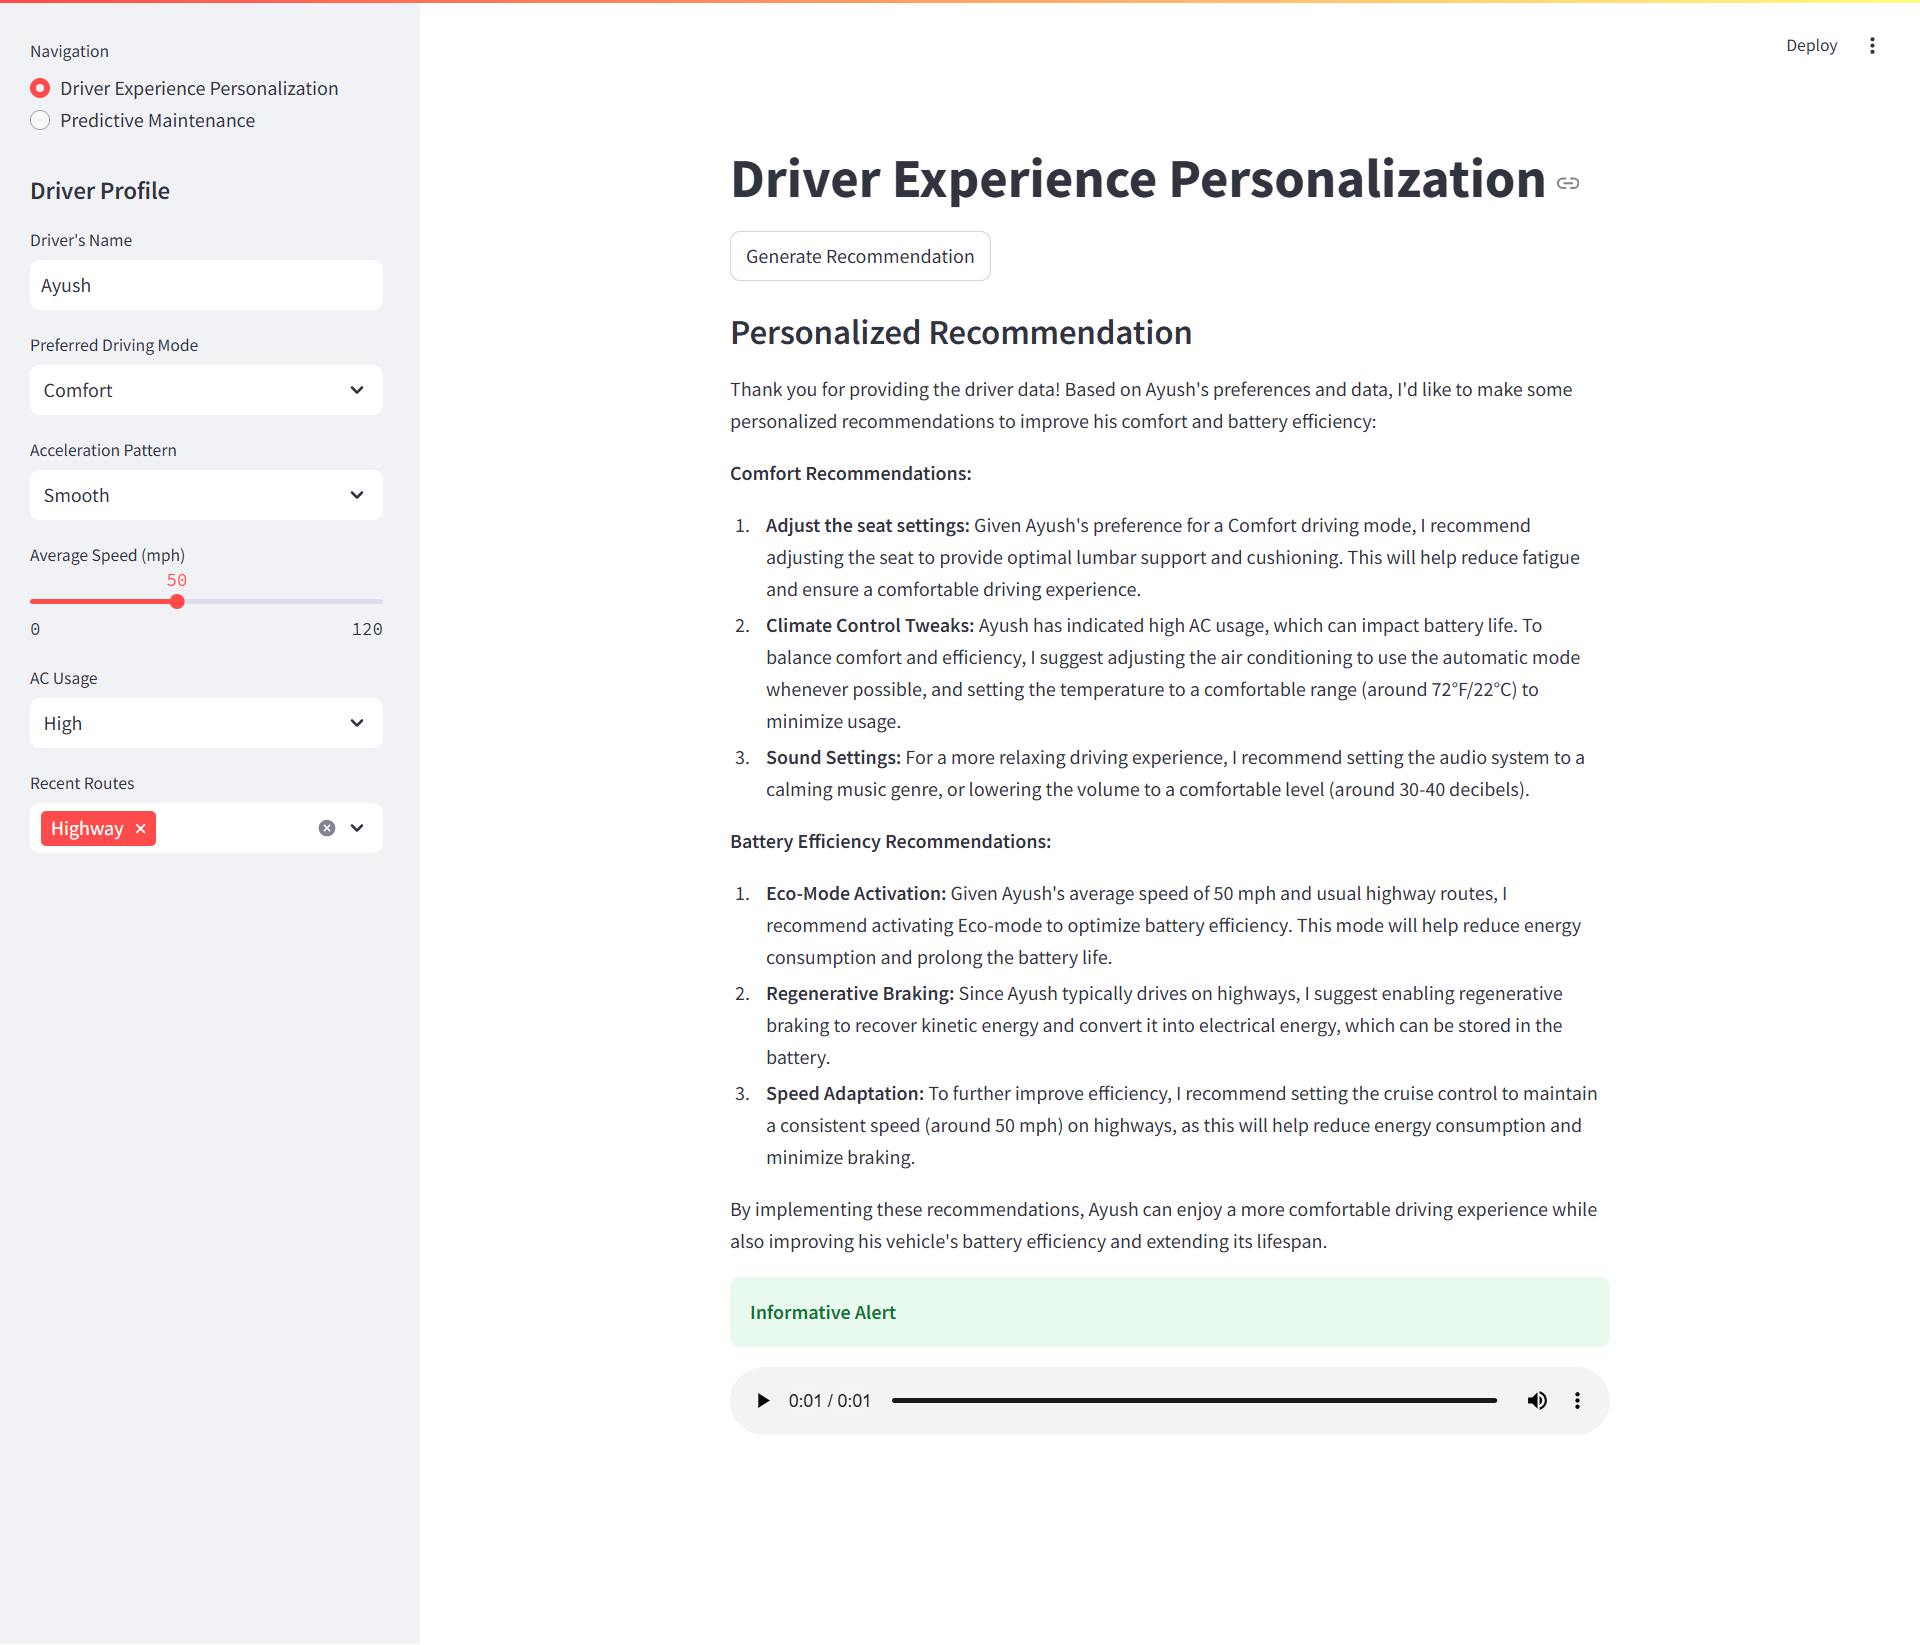 Navigation
Driver Experience Personalization
Predictive Maintenance
Driver Profile
Driver's Name
Ayush
Preferred Driving Mode
Comfort
Acceleration Pattern
Smooth
Average Speed (mph)
50
0 120
AC Usage
High
Recent Routes
Highway
Deploy
Driver Experience Personalization
Generate Recommendation
Personalized Recommendation
Thank you for providing the driver data! Based on Ayush's preferences and data, I'd like to make some
personalized recommendations to improve his comfort and battery efficiency:
Comfort Recommendations:
1. Adjust the seat settings: Given Ayush's preference for a Comfort driving mode, I recommend
adjusting the seat to provide optimal lumbar support and cushioning. This will help reduce fatigue
and ensure a comfortable driving experience.
2. Climate Control Tweaks: Ayush has indicated high AC usage, which can impact battery life. To
balance comfort and efficiency, I suggest adjusting the air conditioning to use the automatic mode
whenever possible, and setting the temperature to a comfortable range (around 72°F/22°C) to
minimize usage.
3. Sound Settings: For a more relaxing driving experience, I recommend setting the audio system to a
calming music genre, or lowering the volume to a comfortable level (around 30-40 decibels).
Battery Efficiency Recommendations:
1. Eco-Mode Activation: Given Ayush's average speed of 50 mph and usual highway routes, I
recommend activating Eco-mode to optimize battery efficiency. This mode will help reduce energy
consumption and prolong the battery life.
2. Regenerative Braking: Since Ayush typically drives on highways, I suggest enabling regenerative
braking to recover kinetic energy and convert it into electrical energy, which can be stored in the
battery.
3. Speed Adaptation: To further improve efficiency, I recommend setting the cruise control to maintain
a consistent speed (around 50 mph) on highways, as this will help reduce energy consumption and
minimize braking.
By implementing these recommendations, Ayush can enjoy a more comfortable driving experience while
also improving his vehicle's battery efficiency and extending its lifespan.
Informative Alert
0:01 / 0:01